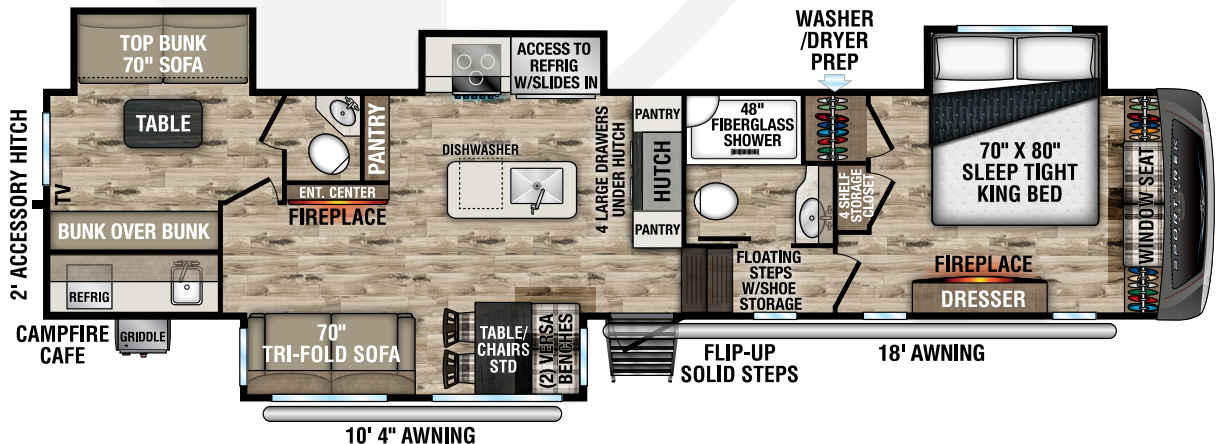 TOP BUNK
70" SOFA
TABLE
2' ACCESSORY HITCH
TV
BUNK OVER BUNK
REFRIG
CAMPFIRE
CAFE
GRIDDLE
PANTRY
ENT. CENTER
FIREPLACE
70"
TRI-FOLD SOFA
10' 4" AWNING
ACCESS TO
REFRIG
W/SLIDES IN
DISHWASHER
TABLE/
CHAIRS
STD
(2) VERSA
BENCHES
4 LARGE DRAWERS
UNDER HUTCH
PANTRY
HUTCH
PANTRY
48"
FIBERGLASS
SHOWER
WASHER
/DRYER
PREP
4 SHELF
STORAGE
CLOSET
FLOATING
STEPS
W/SHOE
STORAGE
FLIP-UP
SOLID STEPS
18' AWNING
70" X 80"
SLEEP TIGHT
KING BED
FIREPLACE
DRESSER
WINDOW SEAT
SPORTTREK